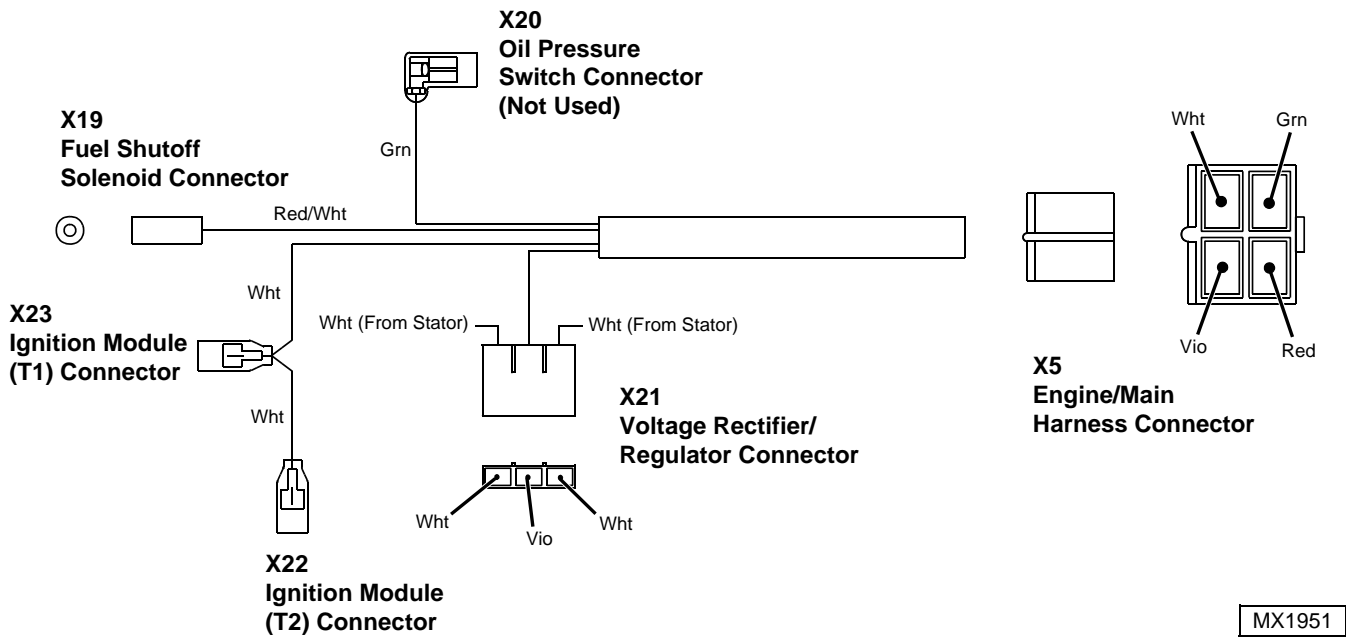 X20
Oil Pressure
Switch Connector
(Not Used)
X19
Fuel Shutoff
Solenoid Connector
Grn
Red/Wht
Wht
Grn
Vio
Red
X5
Engine/Main
Harness Connector
Wht
X23
Ignition Module
(T1) Connector
Wht
Wht (From Stator)
Wht (From Stator)
X21
Voltage Rectifier/
Regulator Connector
Wht
Vio
Wht
X22
Ignition Module
(T2) Connector
MX1951